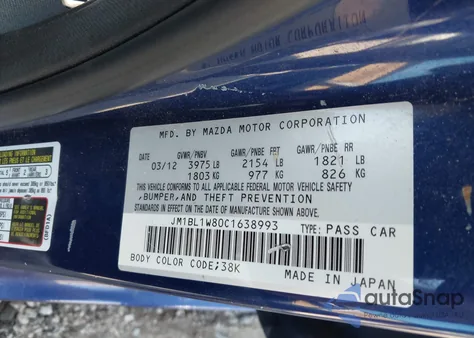 MFD. BY MAZDA MOTOR CORPORATION
GVWR/PNBV GAWR/PNBE FRT GAWR/PNBE RR
03/12 3975 LB 2154 LB 1821 LB
1803 KG 977 KG 826 KG
THIS VEHICLE CONFORMS TO ALL APPLICABLE FEDERAL MOTOR VEHICLE SAFETY
,BUMPER,AND THEFT PREVENTION
STANDARDS IN EFFECT ON THE DATE OF MANUFACTURE SHOWN ABOVE.
JM1BL1W80C1638993 TYPE: PASS CAR
BODY COLOR CODE;38K MADE IN JAPAN
autoSnap